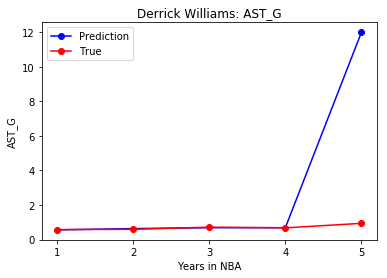 Derrick Williams: AST_G
Prediction
True
12
10
8
6
4
2
0
AST_G
1 2 3 4 5
Years in NBA